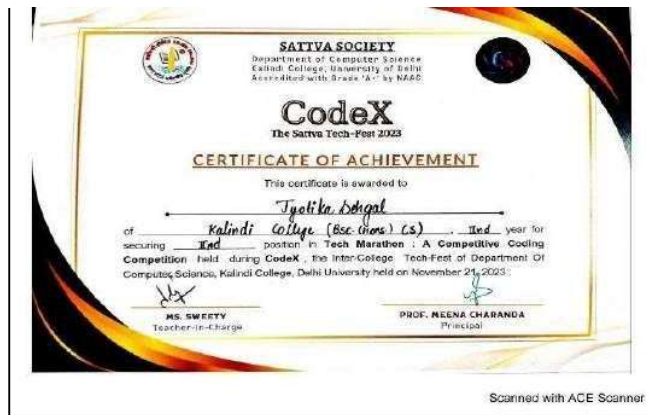 SATTVA SOCIETY
Department of Computer Science
Kalindi College, University of Delhi
Accredited with Grade 'A+' by NAAC
CodeX
The Sattva Tech-Fest 2023
CERTIFICATE OF ACHIEVEMENT
This certificate is awarded to
Jyotika Sehgal
of Kalindi College (Bsc (hons) CS) , IInd year for
securing IInd position in Tech Marathon : A Competitive Coding
Competition held during CodeX , the Inter-College Tech-Fest of Department Of
Computer Science, Kalindi College, Delhi University held on November 21, 2023 .
MS. SWEETY
Teacher-In-Charge
PROF. MEENA CHARANDA
Principal
Scanned with ACE Scanner